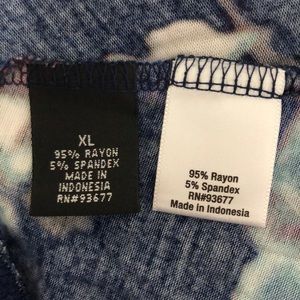 XL
95% RAYON
5% SPANDEX
MADE IN
INDONESIA
RN#93677
95% Rayon
5% Spandex
RN#93677
Made in Indonesia